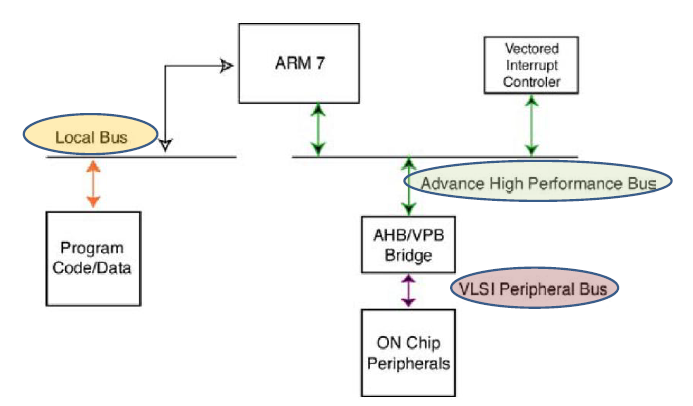 ARM 7
Vectored
Interrupt
Controler
Local Bus
Advance High Performance Bus
Program
Code/Data
AHB/VPB
Bridge
VLSI Peripheral Bus
ON Chip
Peripherals